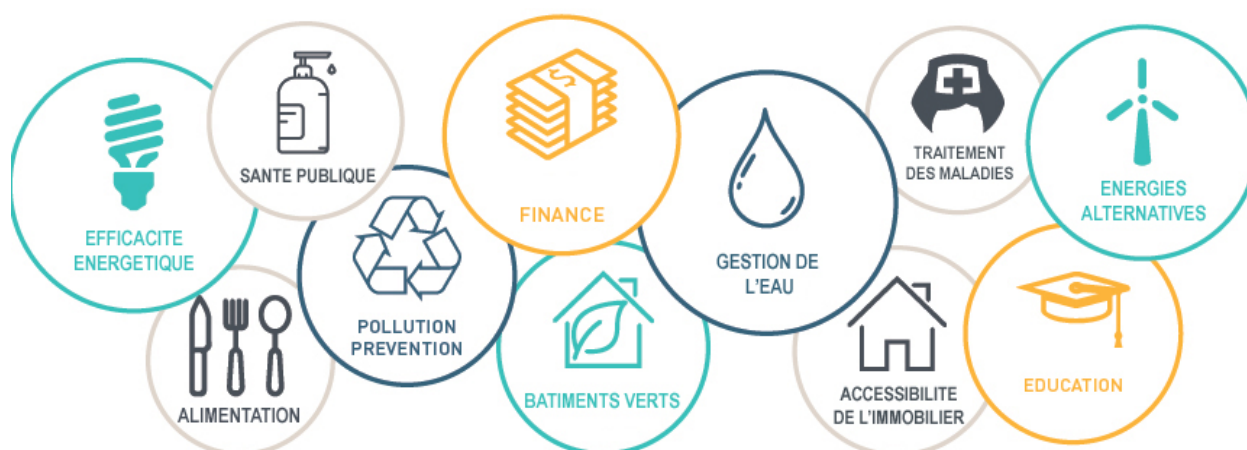 EFFICACITE
ENERGETIQUE
SANTE PUBLIQUE
ALIMENTATION
POLLUTION
PREVENTION
FINANCE
$
BATIMENTS VERTS
GESTION DE
L'EAU
TRAITEMENT
DES MALADIES
ACCESSIBILITE
DE L'IMMOBILIER
ENERGIES
ALTERNATIVES
EDUCATION